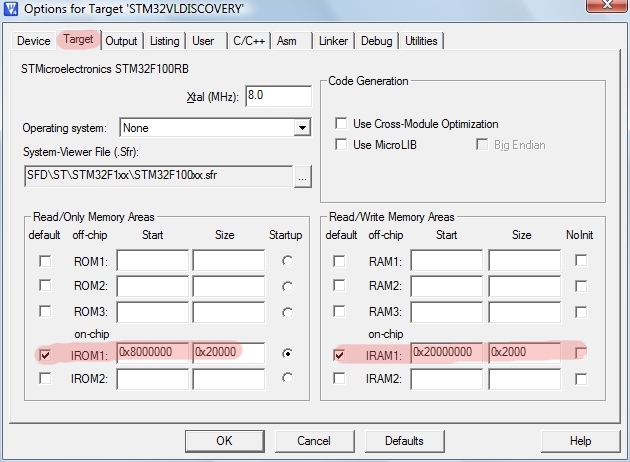 Options for Target 'STM32VLDISCOVERY'
Device Target Output Listing User C/C++ Asm Linker Debug Utilities
STMicroelectronics STM32F100RB
Xtal (MHz): 8.0
Operating system: None
System-Viewer File (.Sfr):
SFD\ST\STM32F1xx\STM32F100xx.sfr ...
Code Generation
Use Cross-Module Optimization
Use MicroLIB Big Endian
Read/Only Memory Areas
default off-chip Start Size Startup
ROM1:
ROM2:
ROM3:
on-chip
IROM1: 0x8000000 0x20000
IROM2:
Read/Write Memory Areas
default off-chip Start Size NoInit
RAM1:
RAM2:
RAM3:
on-chip
IRAM1: 0x20000000 0x2000
IRAM2:
OK Cancel Defaults Help